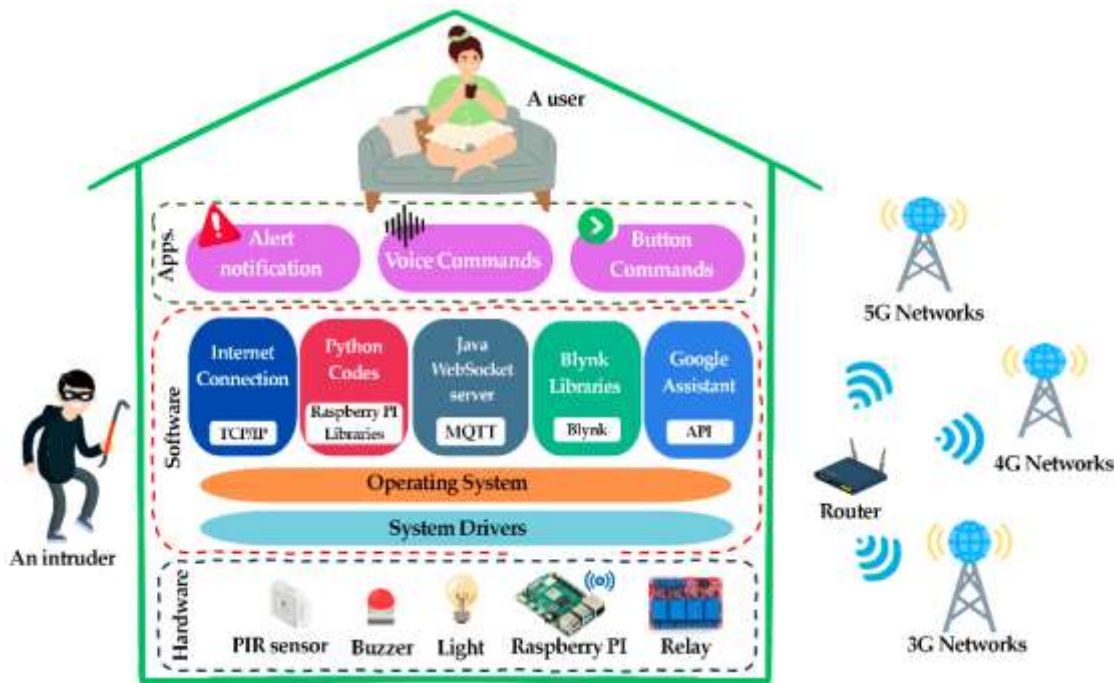 A user
Apps.
Alert
notification
Voice Commands
Button
Commands
5G Networks
Software
Internet
Connection
TCP/IP
Python
Codes
Raspberry PI
Libraries
Java
WebSocket
server
MQTT
Blynk
Libraries
Blynk
Google
Assistant
API
Operating System
System Drivers
An intruder
4G Networks
Router
Hardware
PIR sensor
Buzzer
Light
Raspberry PI
Relay
3G Networks